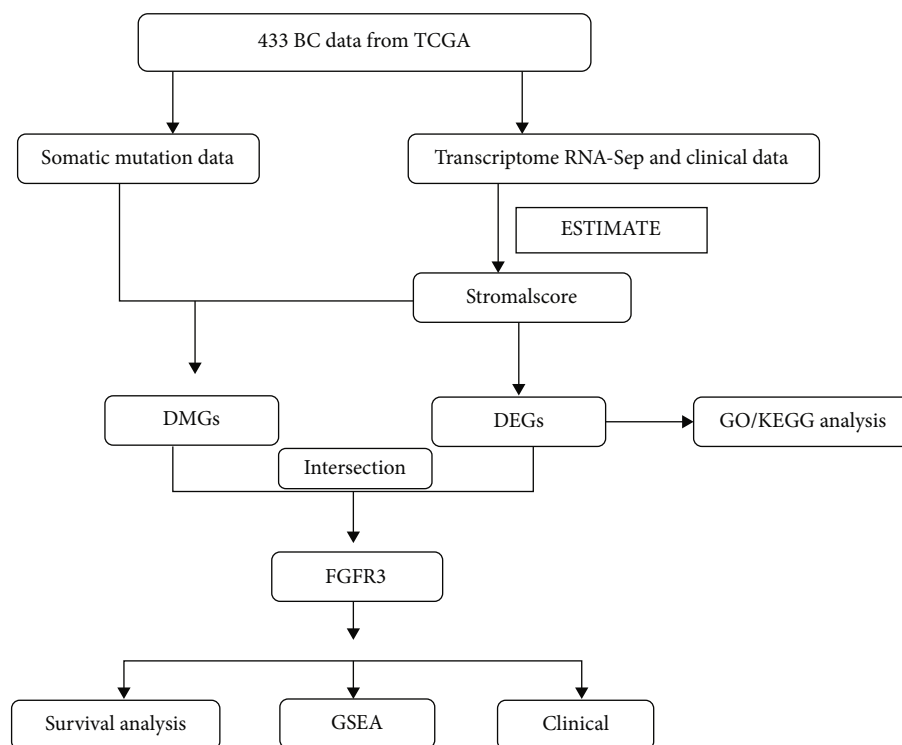 433 BC data from TCGA
Somatic mutation data
Transcriptome RNA-Sep and clinical data
ESTIMATE
Stromalscore
DMGs
DEGs
GO/KEGG analysis
Intersection
FGFR3
Survival analysis
GSEA
Clinical